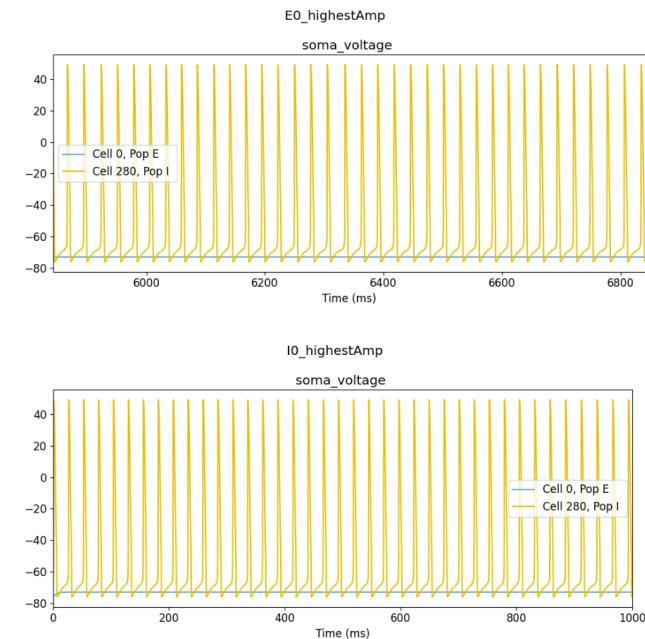 E0_highestAmp
soma_voltage
40
20
0
−20
−40
−60
−80
Cell 0, Pop E
Cell 280, Pop I
6000 6200 6400 6600 6800
Time (ms)
I0_highestAmp
soma_voltage
40
20
0
−20
−40
−60
−80
Cell 0, Pop E
Cell 280, Pop I
0 200 400 600 800 1000
Time (ms)